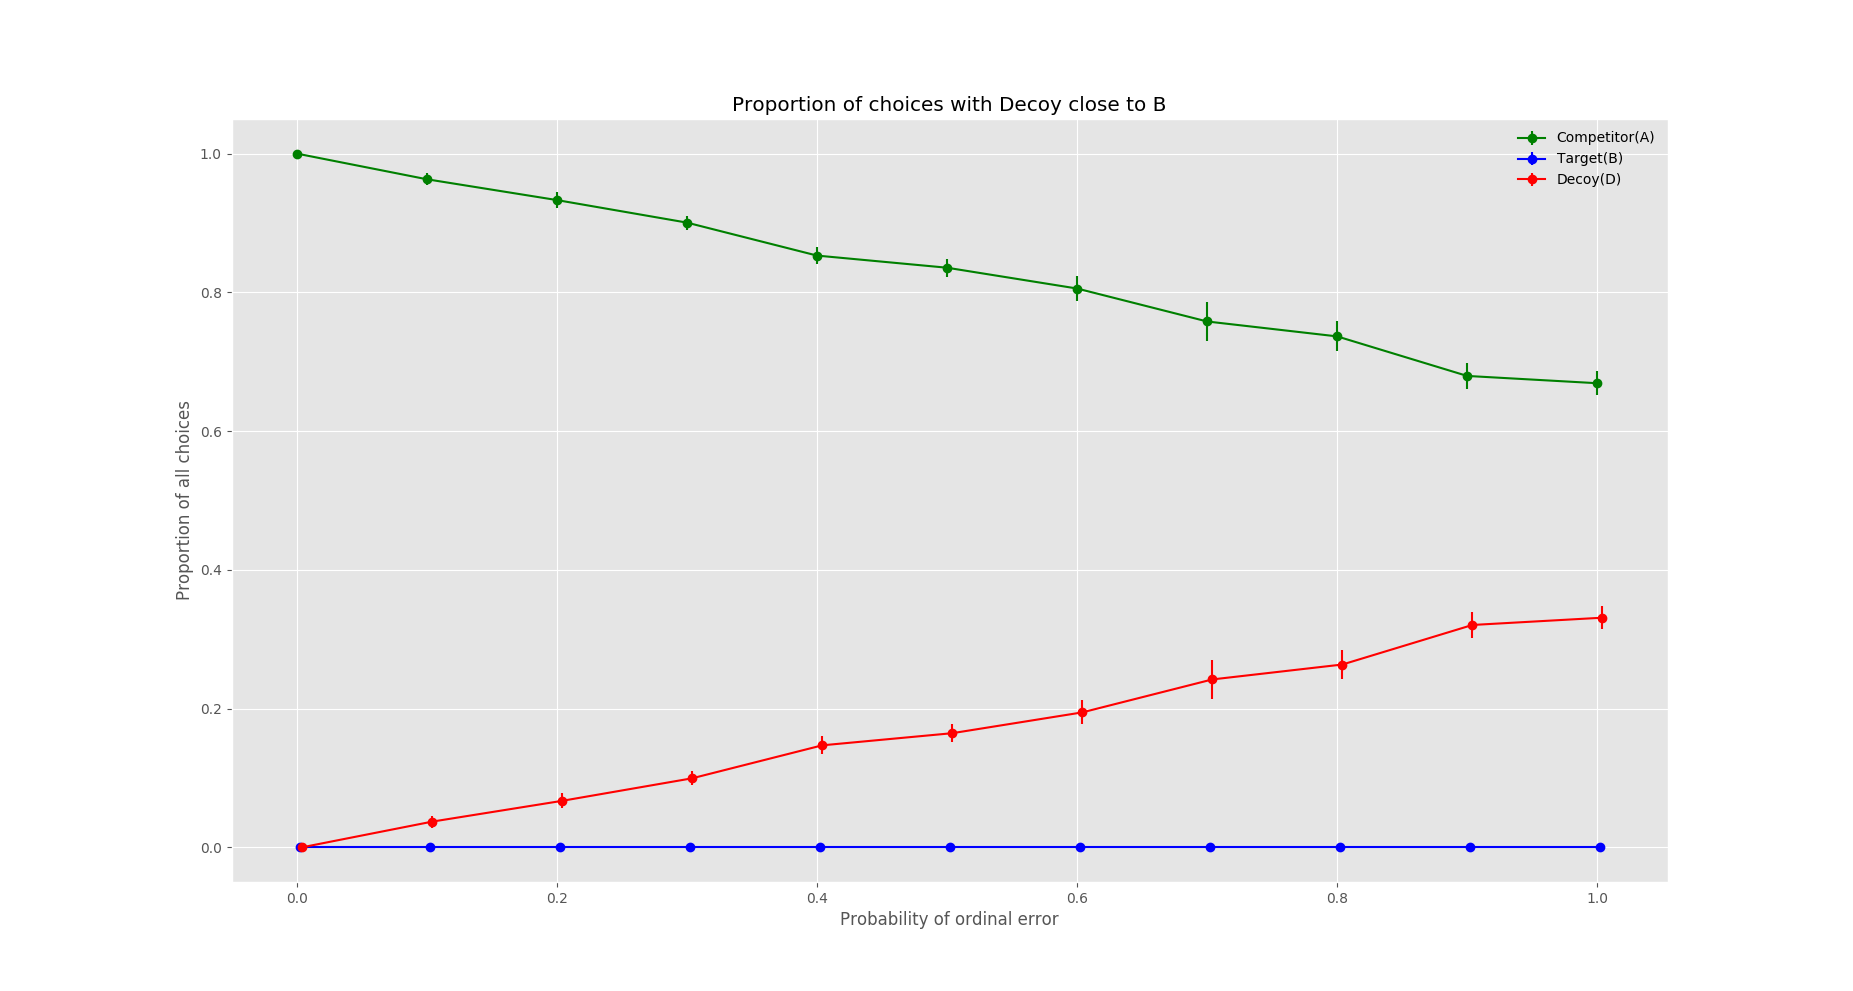 Proportion of choices with Decoy close to B
Competitor(A)
Target(B)
Decoy(D)
Proportion of all choices
1.0
0.8
0.6
0.4
0.2
0.0
0.0 0.2 0.4 0.6 0.8 1.0
Probability of ordinal error